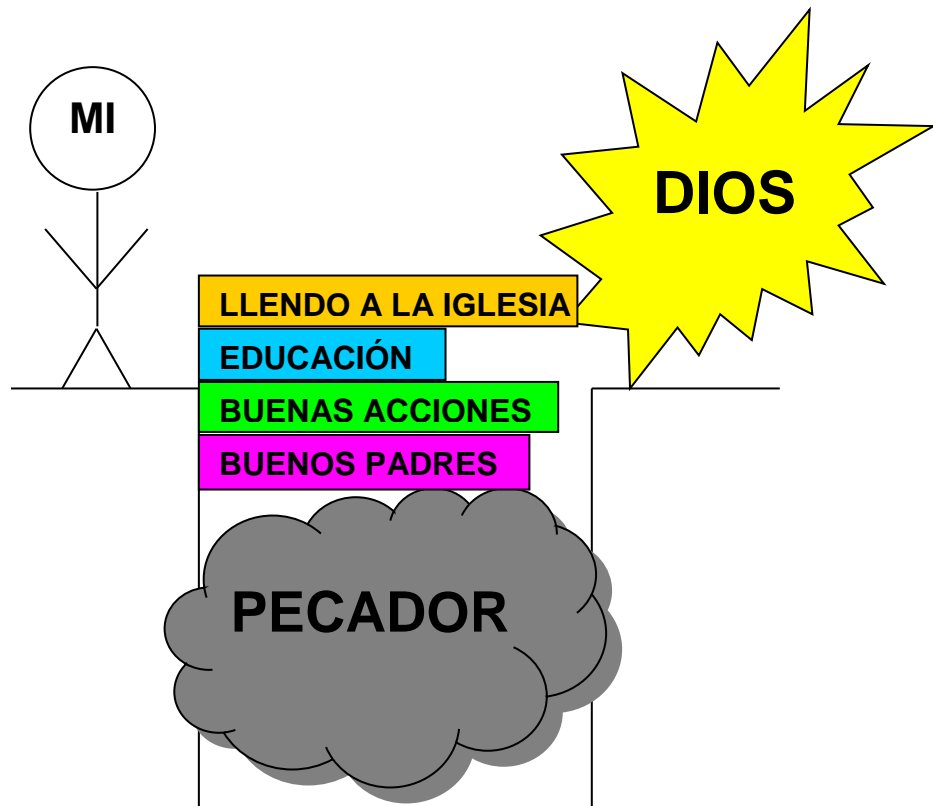 MI
DIOS
LLENDO A LA IGLESIA
EDUCACIÓN
BUENAS ACCIONES
BUENOS PADRES
PECADOR